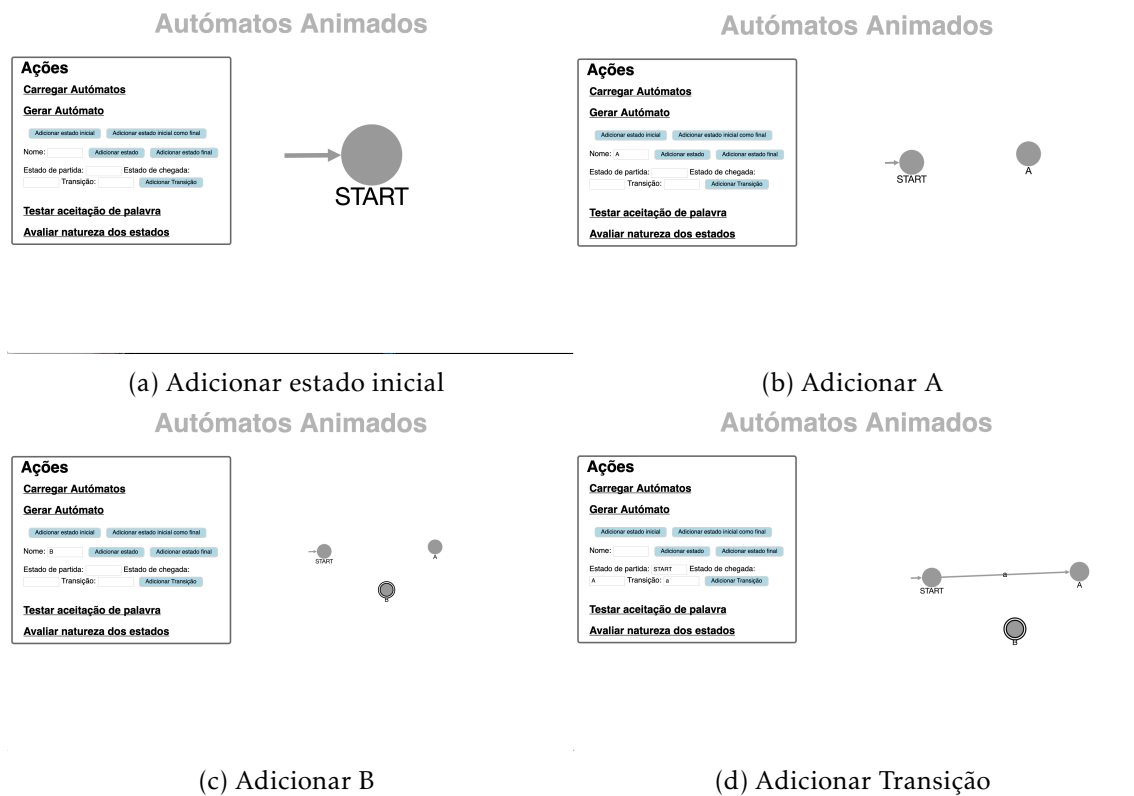 Autómatos Animados
Ações
Carregar Autómatos
Gerar Autómato
Adicionar estado inicial Adicionar estado inicial como final
Nome: Adicionar estado Adicionar estado final
Estado de partida: Estado de chegada:
Transição: Adicionar Transição
Testar aceitação de palavra
Avaliar natureza dos estados
START
(a) Adicionar estado inicial
Autómatos Animados
Ações
Carregar Autómatos
Gerar Autómato
Adicionar estado inicial Adicionar estado inicial como final
Nome: A Adicionar estado Adicionar estado final
Estado de partida: Estado de chegada:
Transição: Adicionar Transição
Testar aceitação de palavra
Avaliar natureza dos estados
START
A
(b) Adicionar A
Autómatos Animados
Ações
Carregar Autómatos
Gerar Autómato
Adicionar estado inicial Adicionar estado inicial como final
Nome: B Adicionar estado Adicionar estado final
Estado de partida: Estado de chegada:
Transição: Adicionar Transição
Testar aceitação de palavra
Avaliar natureza dos estados
START
A
B
(c) Adicionar B
Autómatos Animados
Ações
Carregar Autómatos
Gerar Autómato
Adicionar estado inicial Adicionar estado inicial como final
Nome: Adicionar estado Adicionar estado final
Estado de partida: START Estado de chegada:
A Transição: a Adicionar Transição
Testar aceitação de palavra
Avaliar natureza dos estados
a
START
A
B
(d) Adicionar Transição